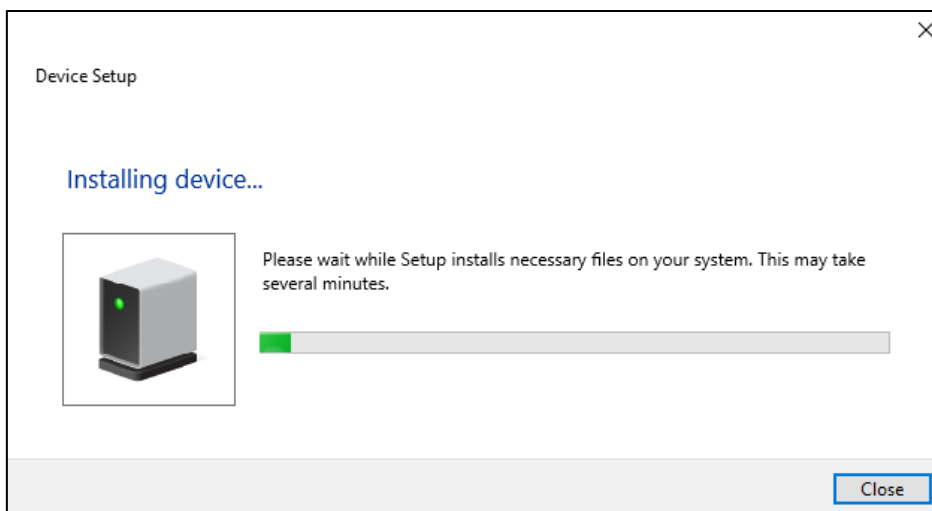 Device Setup
Installing device...
Please wait while Setup installs necessary files on your system. This may take
several minutes.
Close